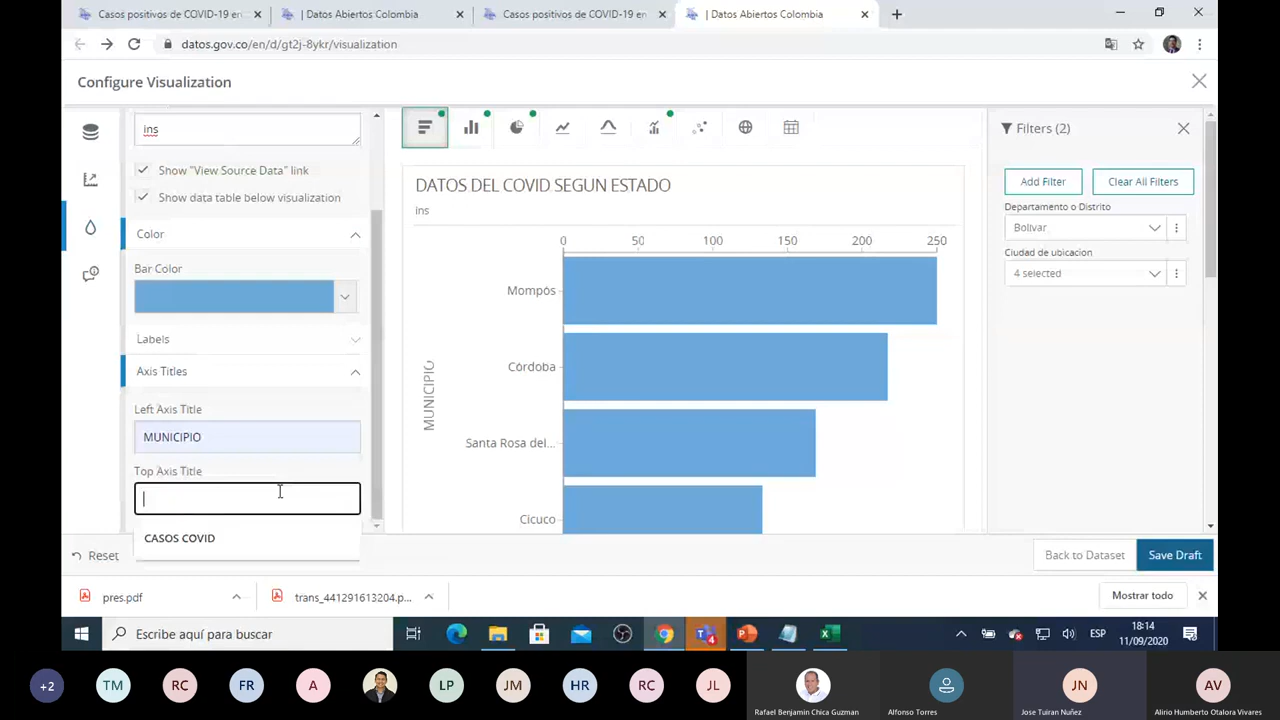 Casos positivos de COVID-19 en
| Datos Abiertos Colombia
Casos positivos de COVID-19 en
| Datos Abiertos Colombia
datos.gov.co/en/d/gt2j-8ykr/visualization
Configure Visualization
ins
Show "View Source Data" link
Show data table below visualization
Color
Bar Color
Labels
Axis Titles
Left Axis Title
MUNICIPIO
Top Axis Title
CASOS COVID
Reset
DATOS DEL COVID SEGUN ESTADO
ins
0 50 100 150 200 250
MUNICIPIO
Mompós
Córdoba
Santa Rosa del...
Cicuco
Filters (2)
Add Filter
Clear All Filters
Departamento o Distrito
Bolivar
Ciudad de ubicacion
4 selected
Back to Dataset
Save Draft
pres.pdf
trans_441291613204.p...
Mostrar todo
Escribe aquí para buscar
4
ESP
18:14
11/09/2020
+2
TM
RC
FR
A
LP
JM
HR
RC
JL
Rafael Benjamin Chica Guzman
Alfonso Torres
JN
Jose Tuiran Nuñez
AV
Alirio Humberto Otalora Vivares